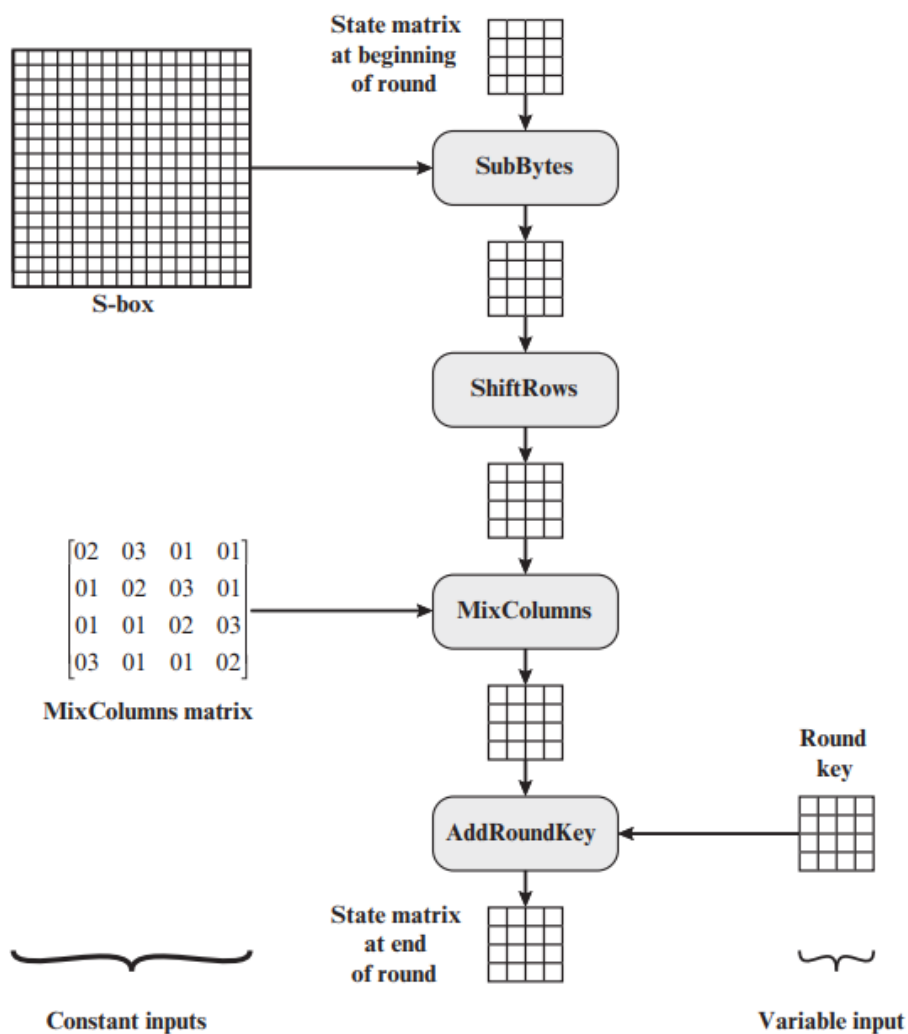 State matrix
at beginning
of round
SubBytes
S-box
ShiftRows
02 03 01 01
01 02 03 01
01 01 02 03
03 01 01 02
MixColumns
MixColumns matrix
Round
key
AddRoundKey
State matrix
at end
of round
Constant inputs
Variable input